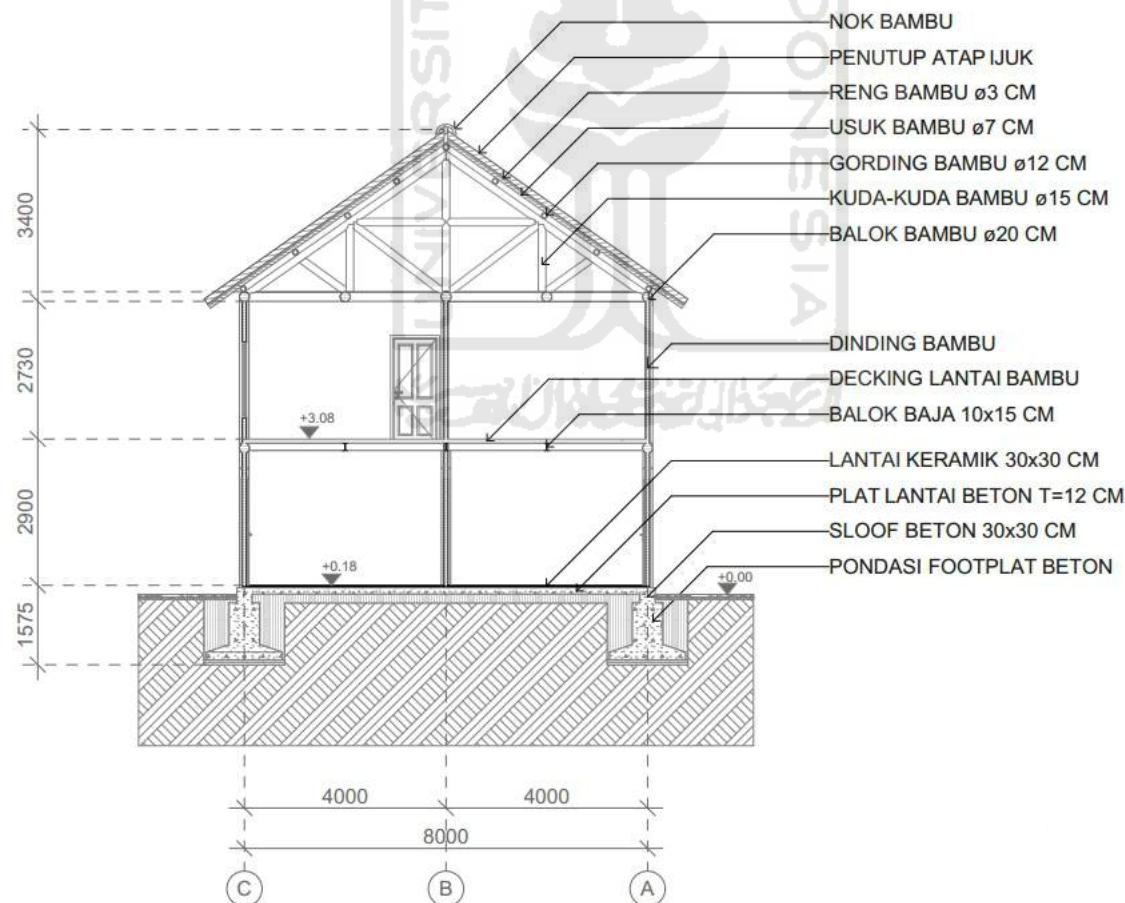 NOK BAMBU
PENUTUP ATAP IJUK
RENG BAMBU ø3 CM
USUK BAMBU ø7 CM
GORDING BAMBU ø12 CM
KUDA-KUDA BAMBU ø15 CM
BALOK BAMBU ø20 CM
DINDING BAMBU
DECKING LANTAI BAMBU
BALOK BAJA 10x15 CM
LANTAI KERAMIK 30x30 CM
PLAT LANTAI BETON T=12 CM
SLOOF BETON 30x30 CM
PONDASI FOOTPLAT BETON
3400
2730
2900
1575
+3.08
+0.18
+0.00
4000
4000
8000
C
B
A
UNIVERSIT
DONESIA